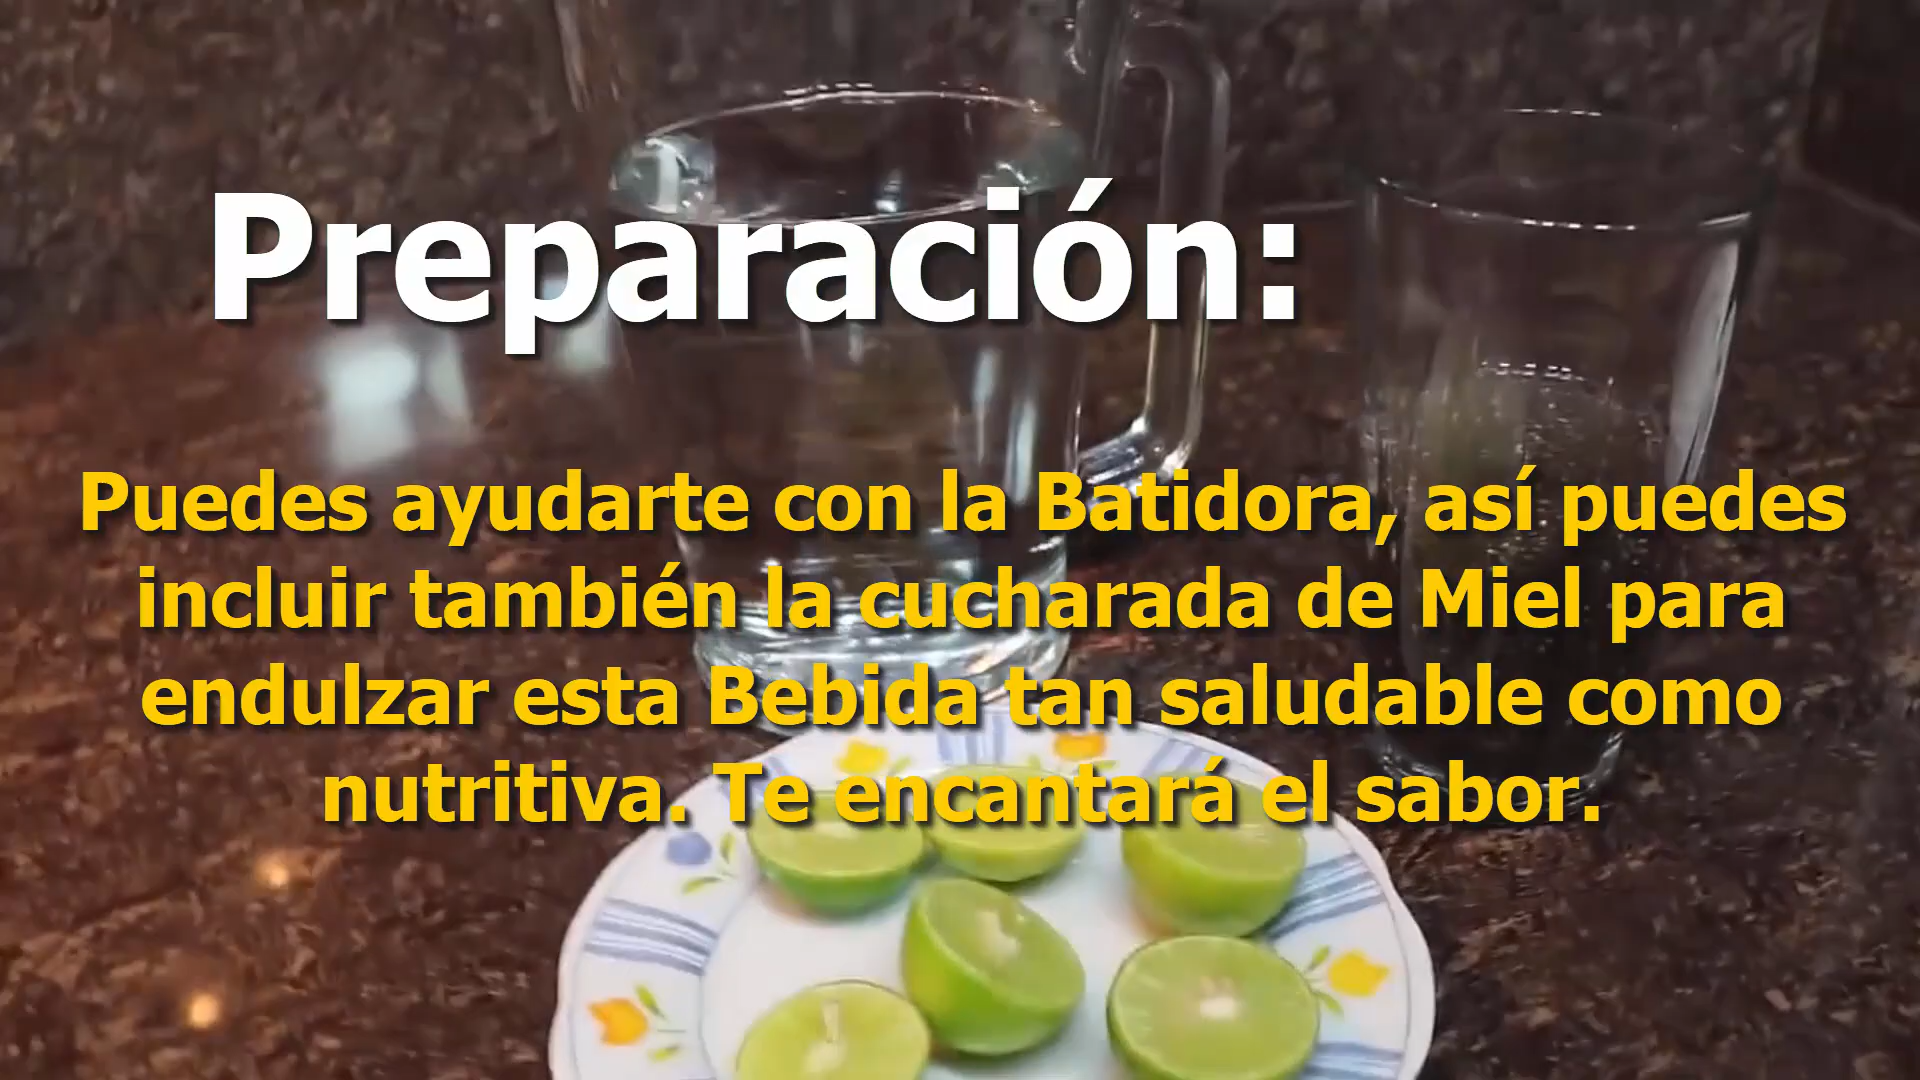 Preparación:
Puedes ayudarte con la Batidora, así puedes
incluir también la cucharada de Miel para
endulzar esta Bebida tan saludable como
nutritiva. Te encantará el sabor.